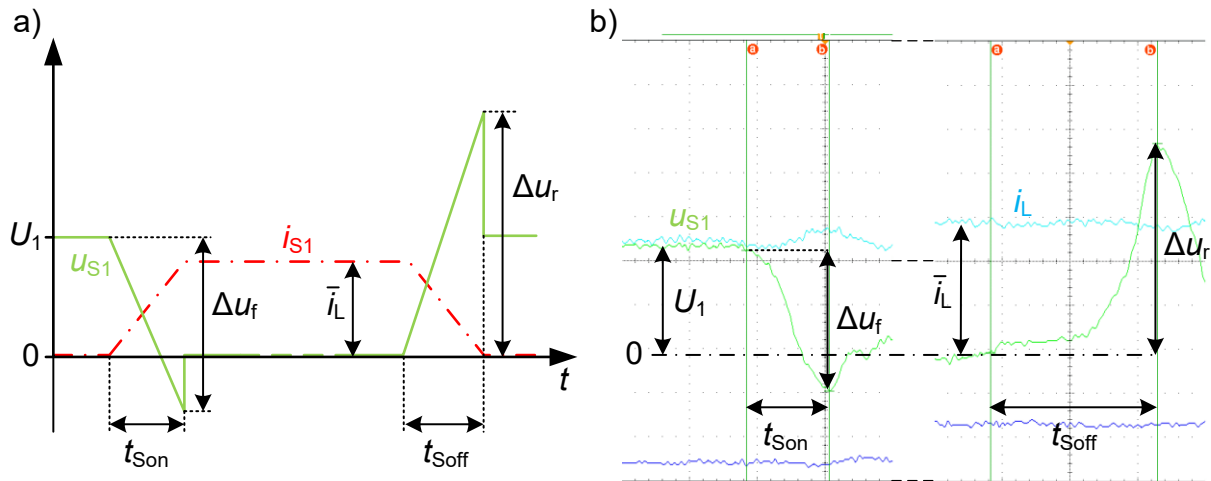 a)
U1
uS1
iS1
īL
Δuf
Δur
0
t
tSon
tSoff
b)
a
b
a
b
uS1
iL
U1
Δuf
īL
Δur
0
tSon
tSoff